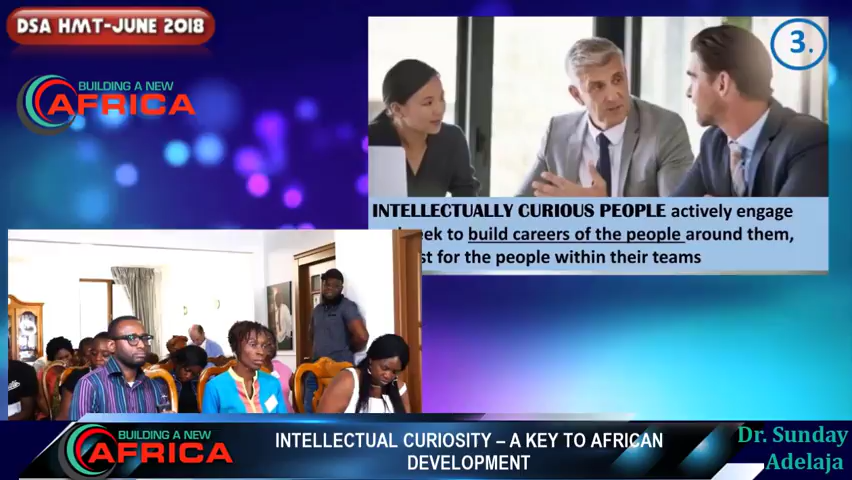 DSA HMT-JUNE 2018
3.
BUILDING A NEW
AFRICA
INTELLECTUALLY CURIOUS PEOPLE actively engage
to build careers of the people around them,
for the people within their teams
BUILDING A NEW
AFRICA
INTELLECTUAL CURIOSITY – A KEY TO AFRICAN
DEVELOPMENT
Dr. Sunday
Adelaja